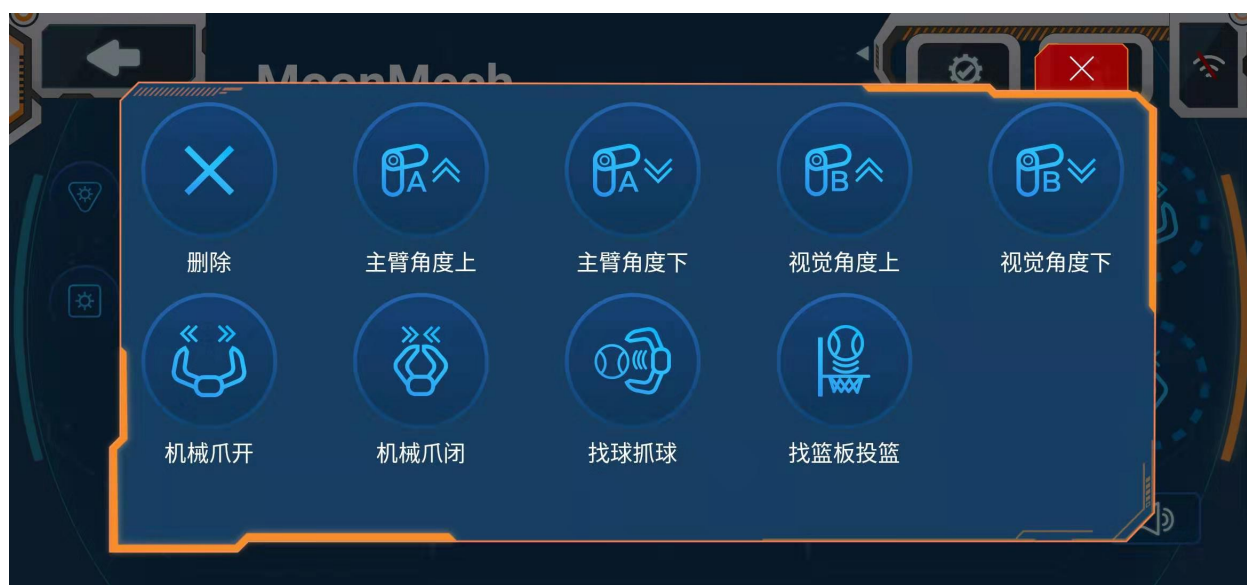 MoonMech
A
A
B
B
删除
主臂角度上
主臂角度下
视觉角度上
视觉角度下
机械爪开
机械爪闭
找球抓球
找篮板投篮